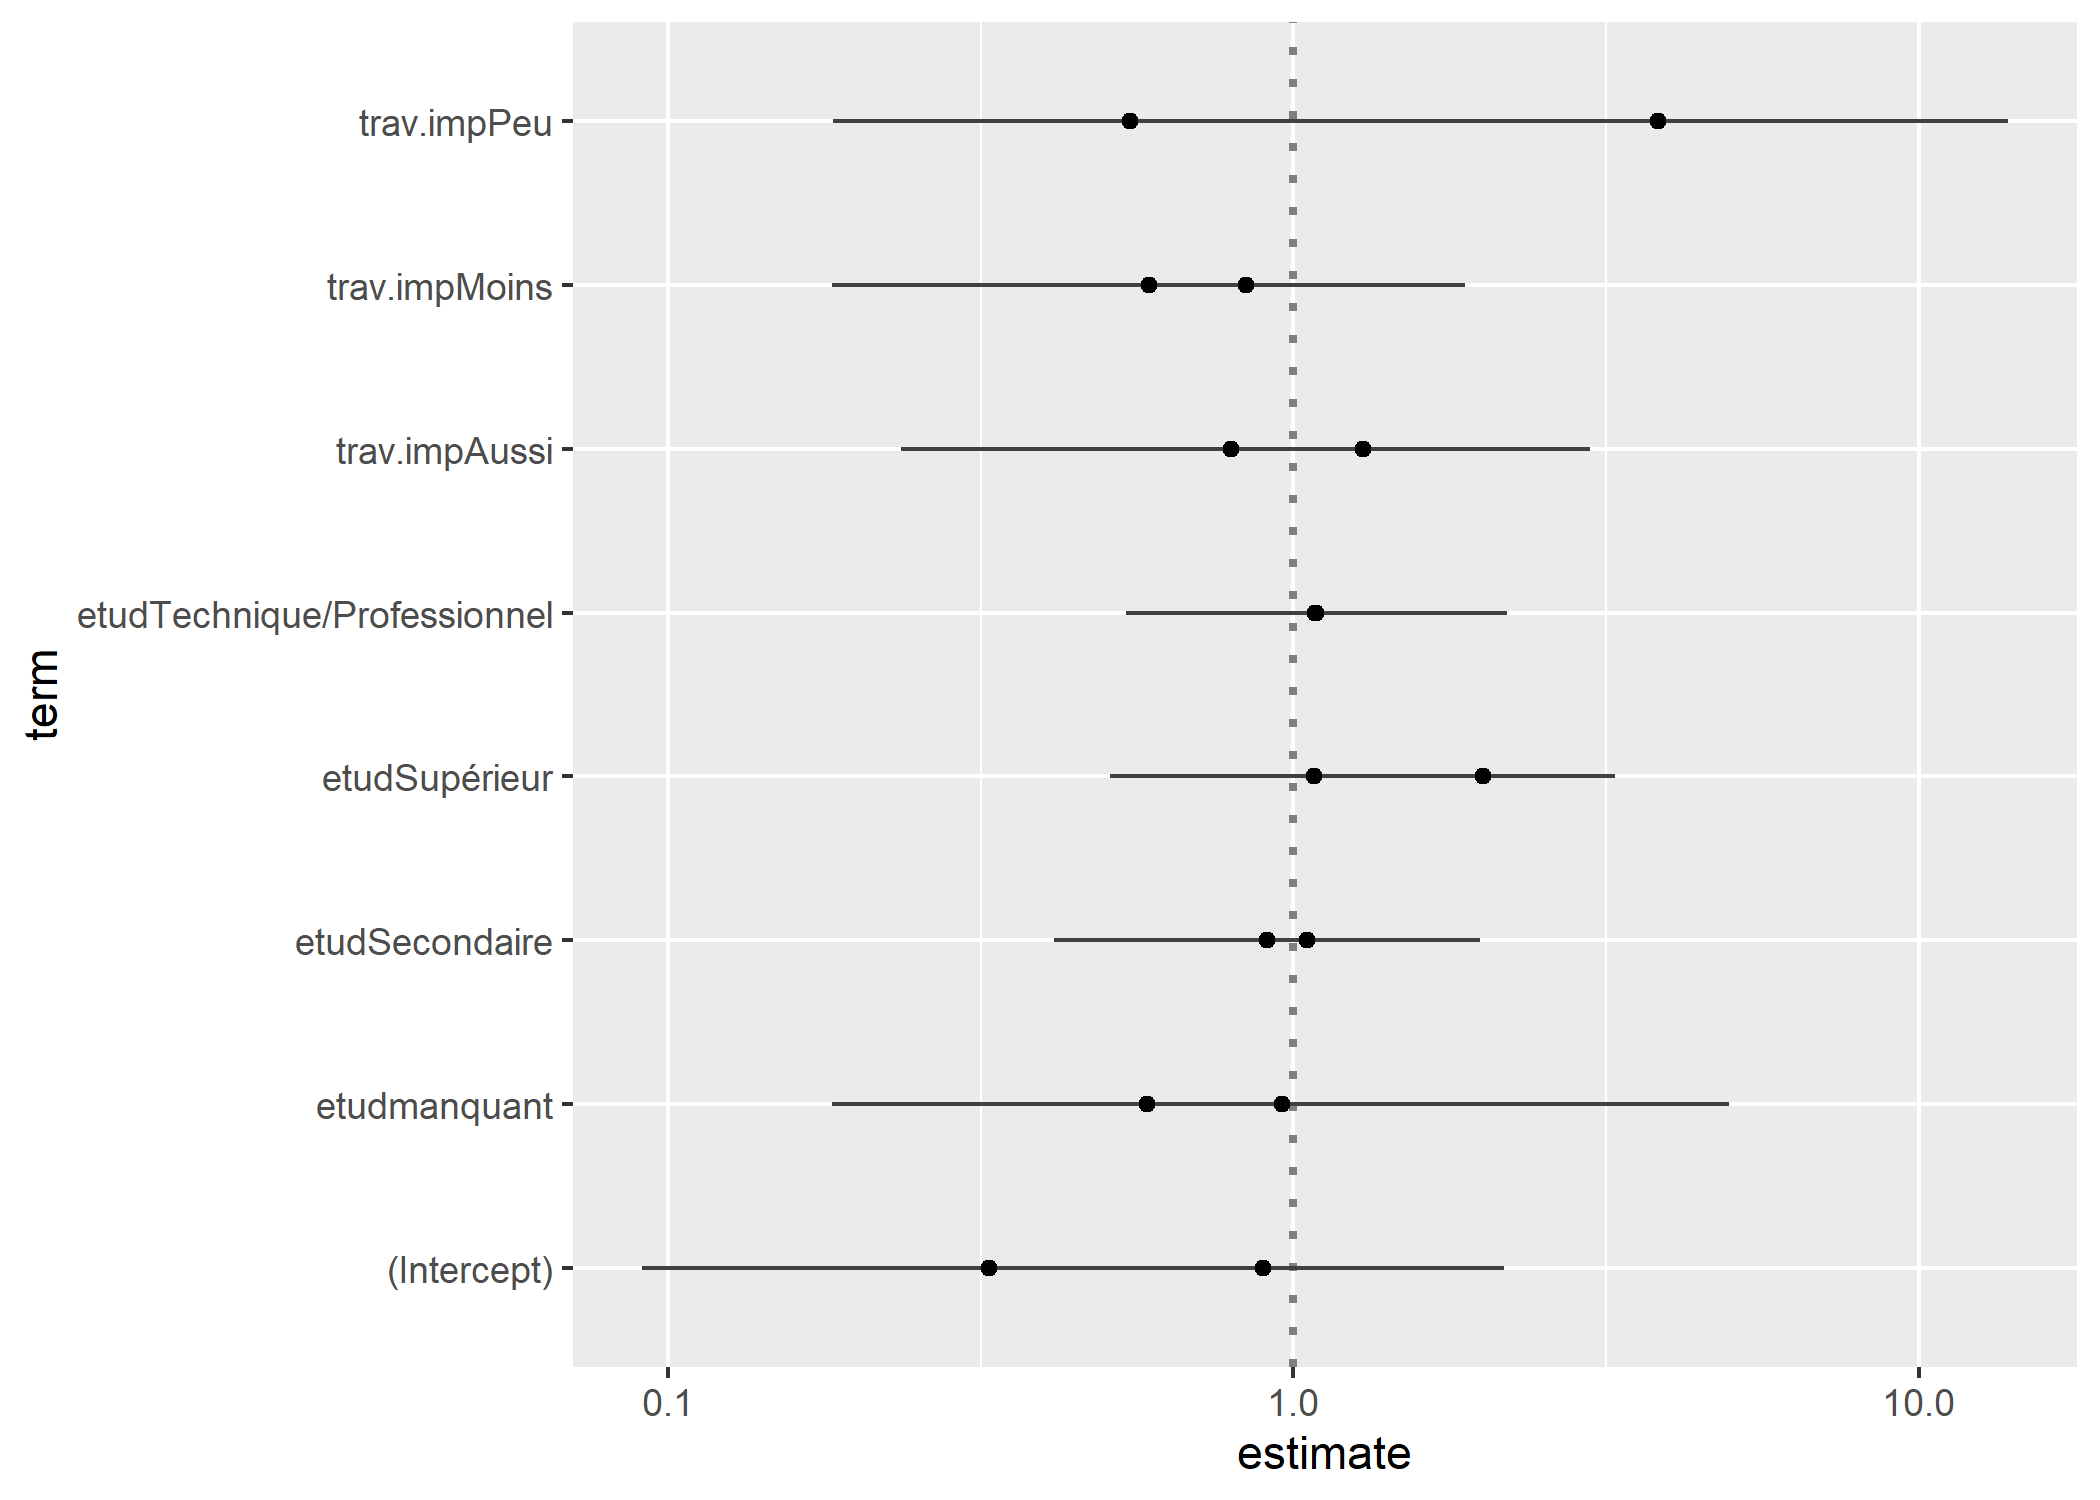 trav.impPeu
trav.impMoins
trav.impAussi
etudTechnique/Professionnel
etudSupérieur
etudSecondaire
etudmanquant
(Intercept)
term
0.1 1.0 10.0
estimate